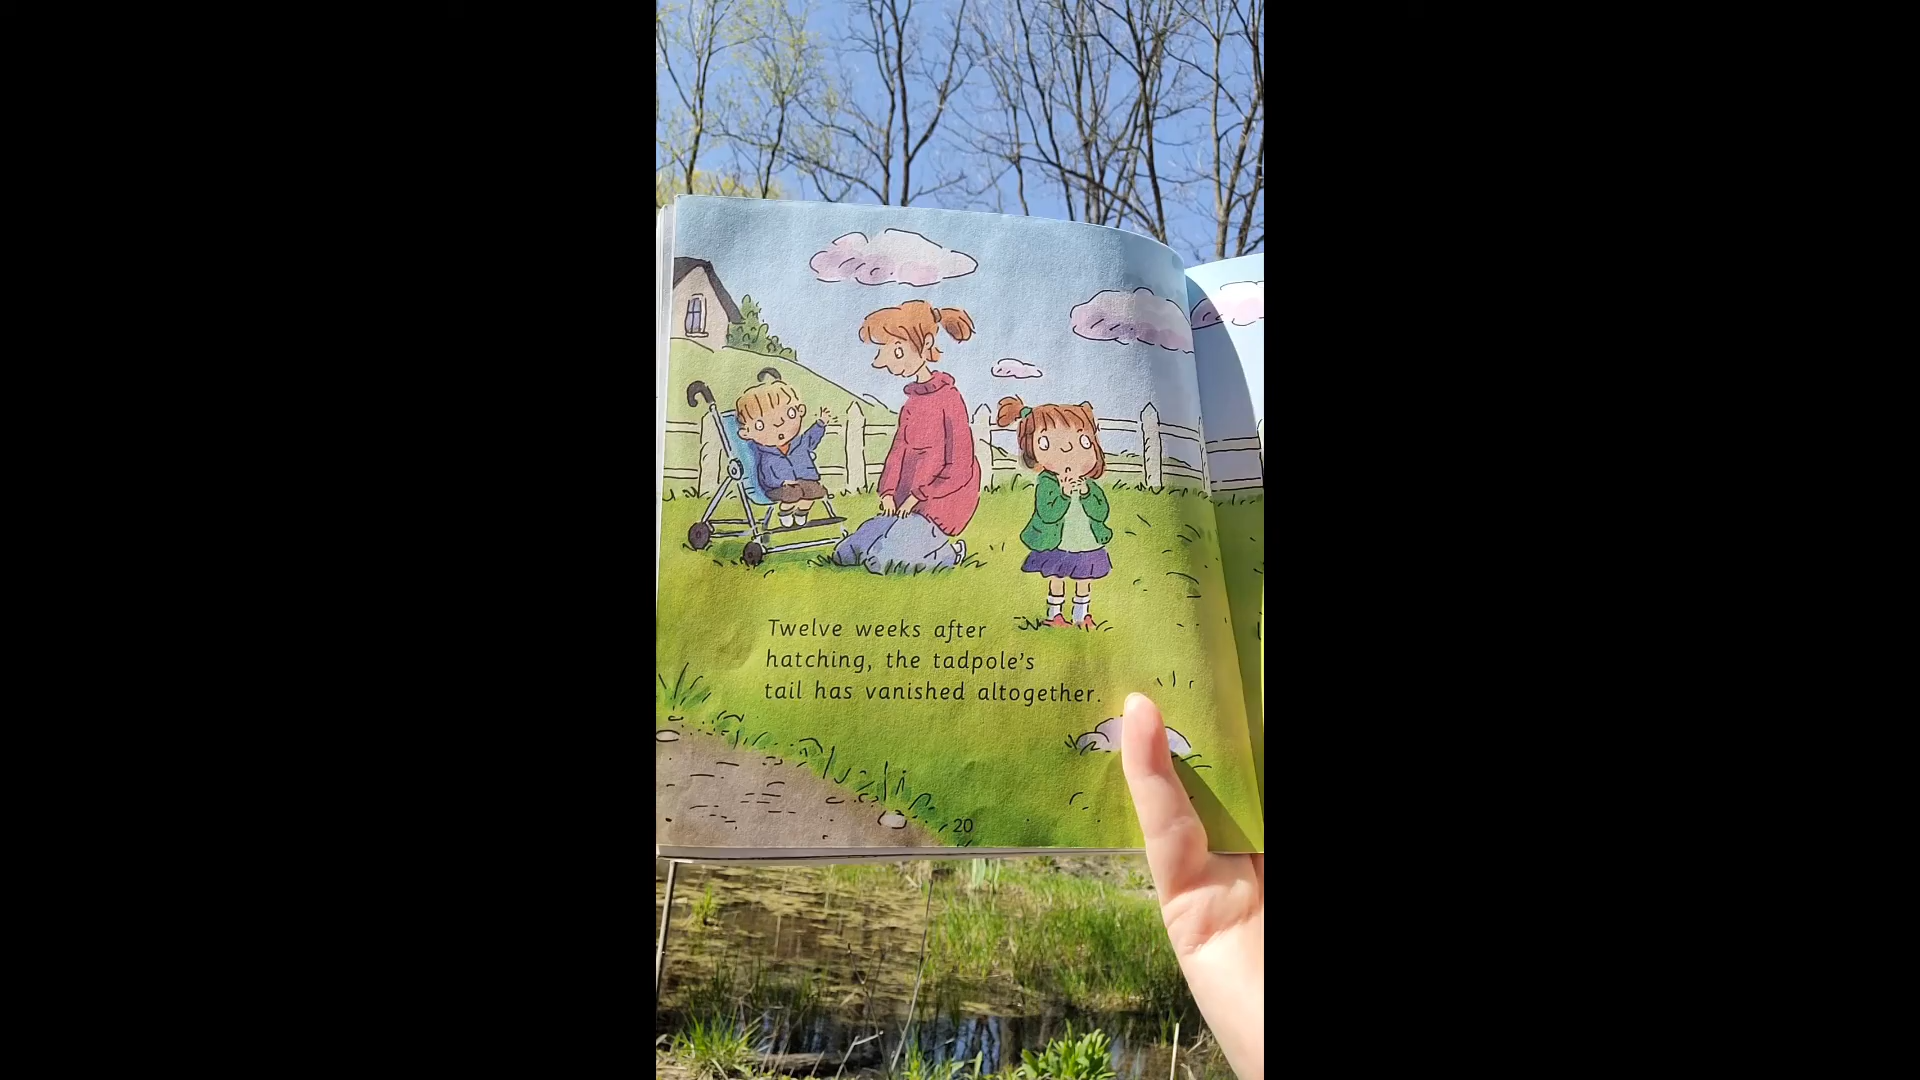 Twelve weeks after
hatching, the tadpole's
tail has vanished altogether.
20